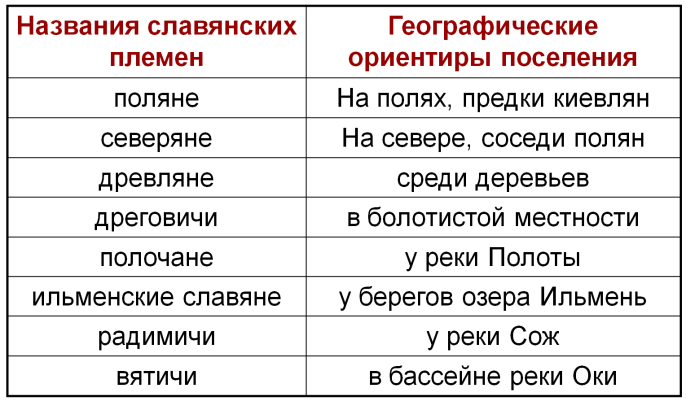 Названия славянских
племен
Географические
ориентиры поселения
поляне
На полях, предки киевлян
северяне
На севере, соседи полян
древляне
среди деревьев
дреговичи
в болотистой местности
полочане
у реки Полоты
ильменские славяне
у берегов озера Ильмень
радимичи
у реки Сож
вятичи
в бассейне реки Оки